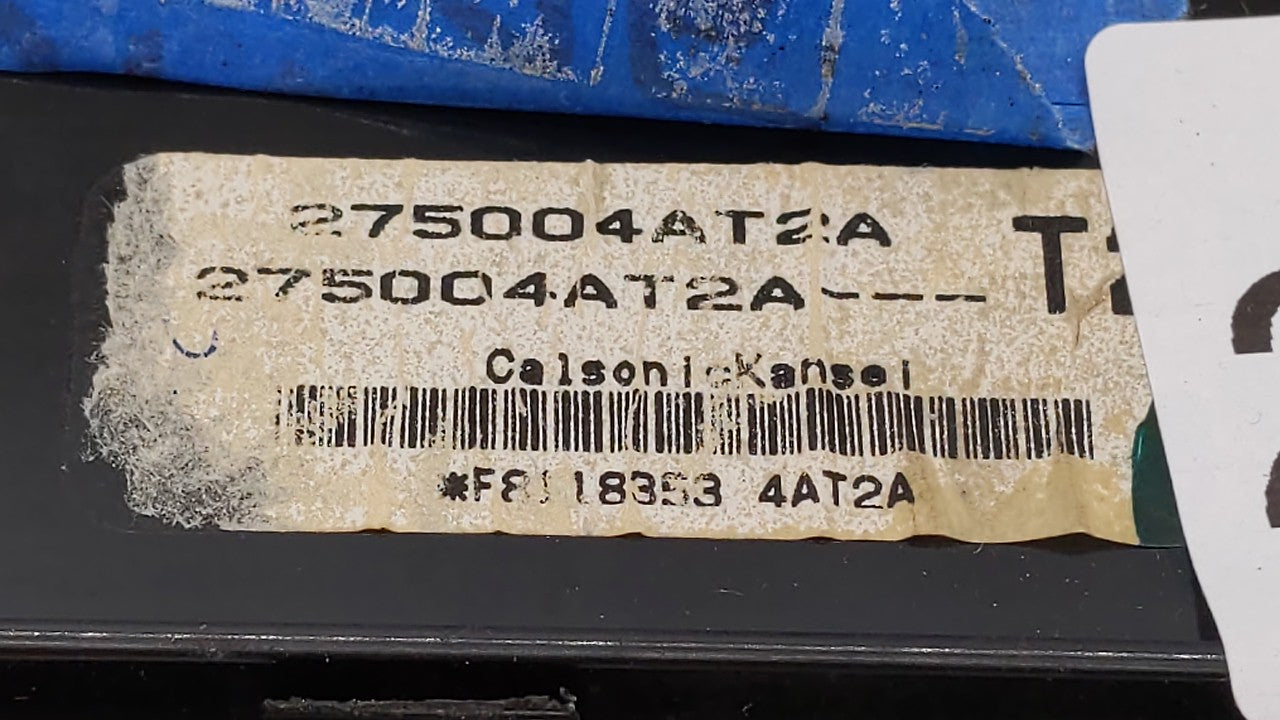 275004AT2A
275004AT2A----
CalsonicKansei
4AT2A